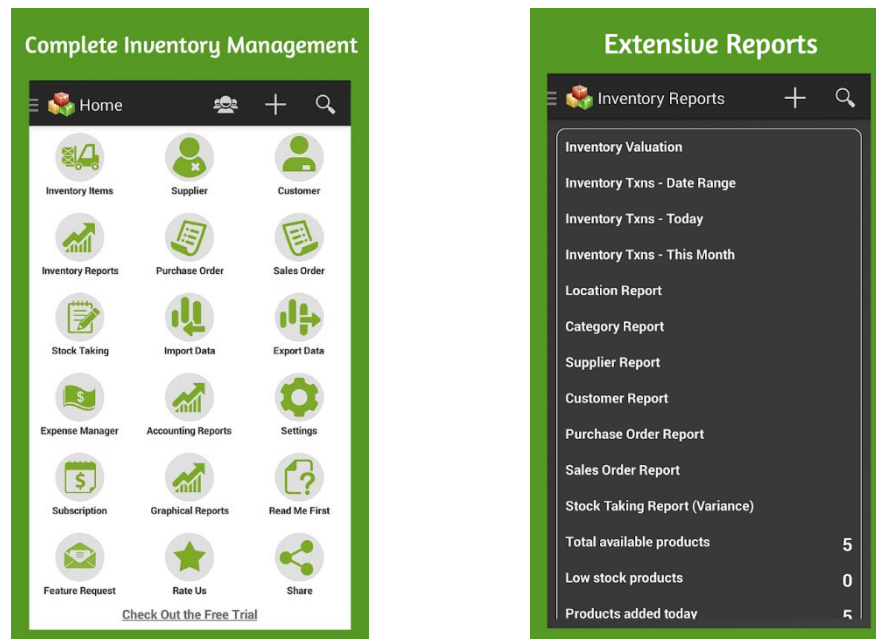 Complete Inventory Management
Home
Inventory Items Supplier Customer
Inventory Reports Purchase Order Sales Order
Stock Taking Import Data Export Data
Expense Manager Accounting Reports Settings
Subscription Graphical Reports Read Me First
Feature Request Rate Us Share
Check Out the Free Trial
Extensive Reports
Inventory Reports
Inventory Valuation
Inventory Txns - Date Range
Inventory Txns - Today
Inventory Txns - This Month
Location Report
Category Report
Supplier Report
Customer Report
Purchase Order Report
Sales Order Report
Stock Taking Report (Variance)
Total available products 5
Low stock products 0
Products added today 5